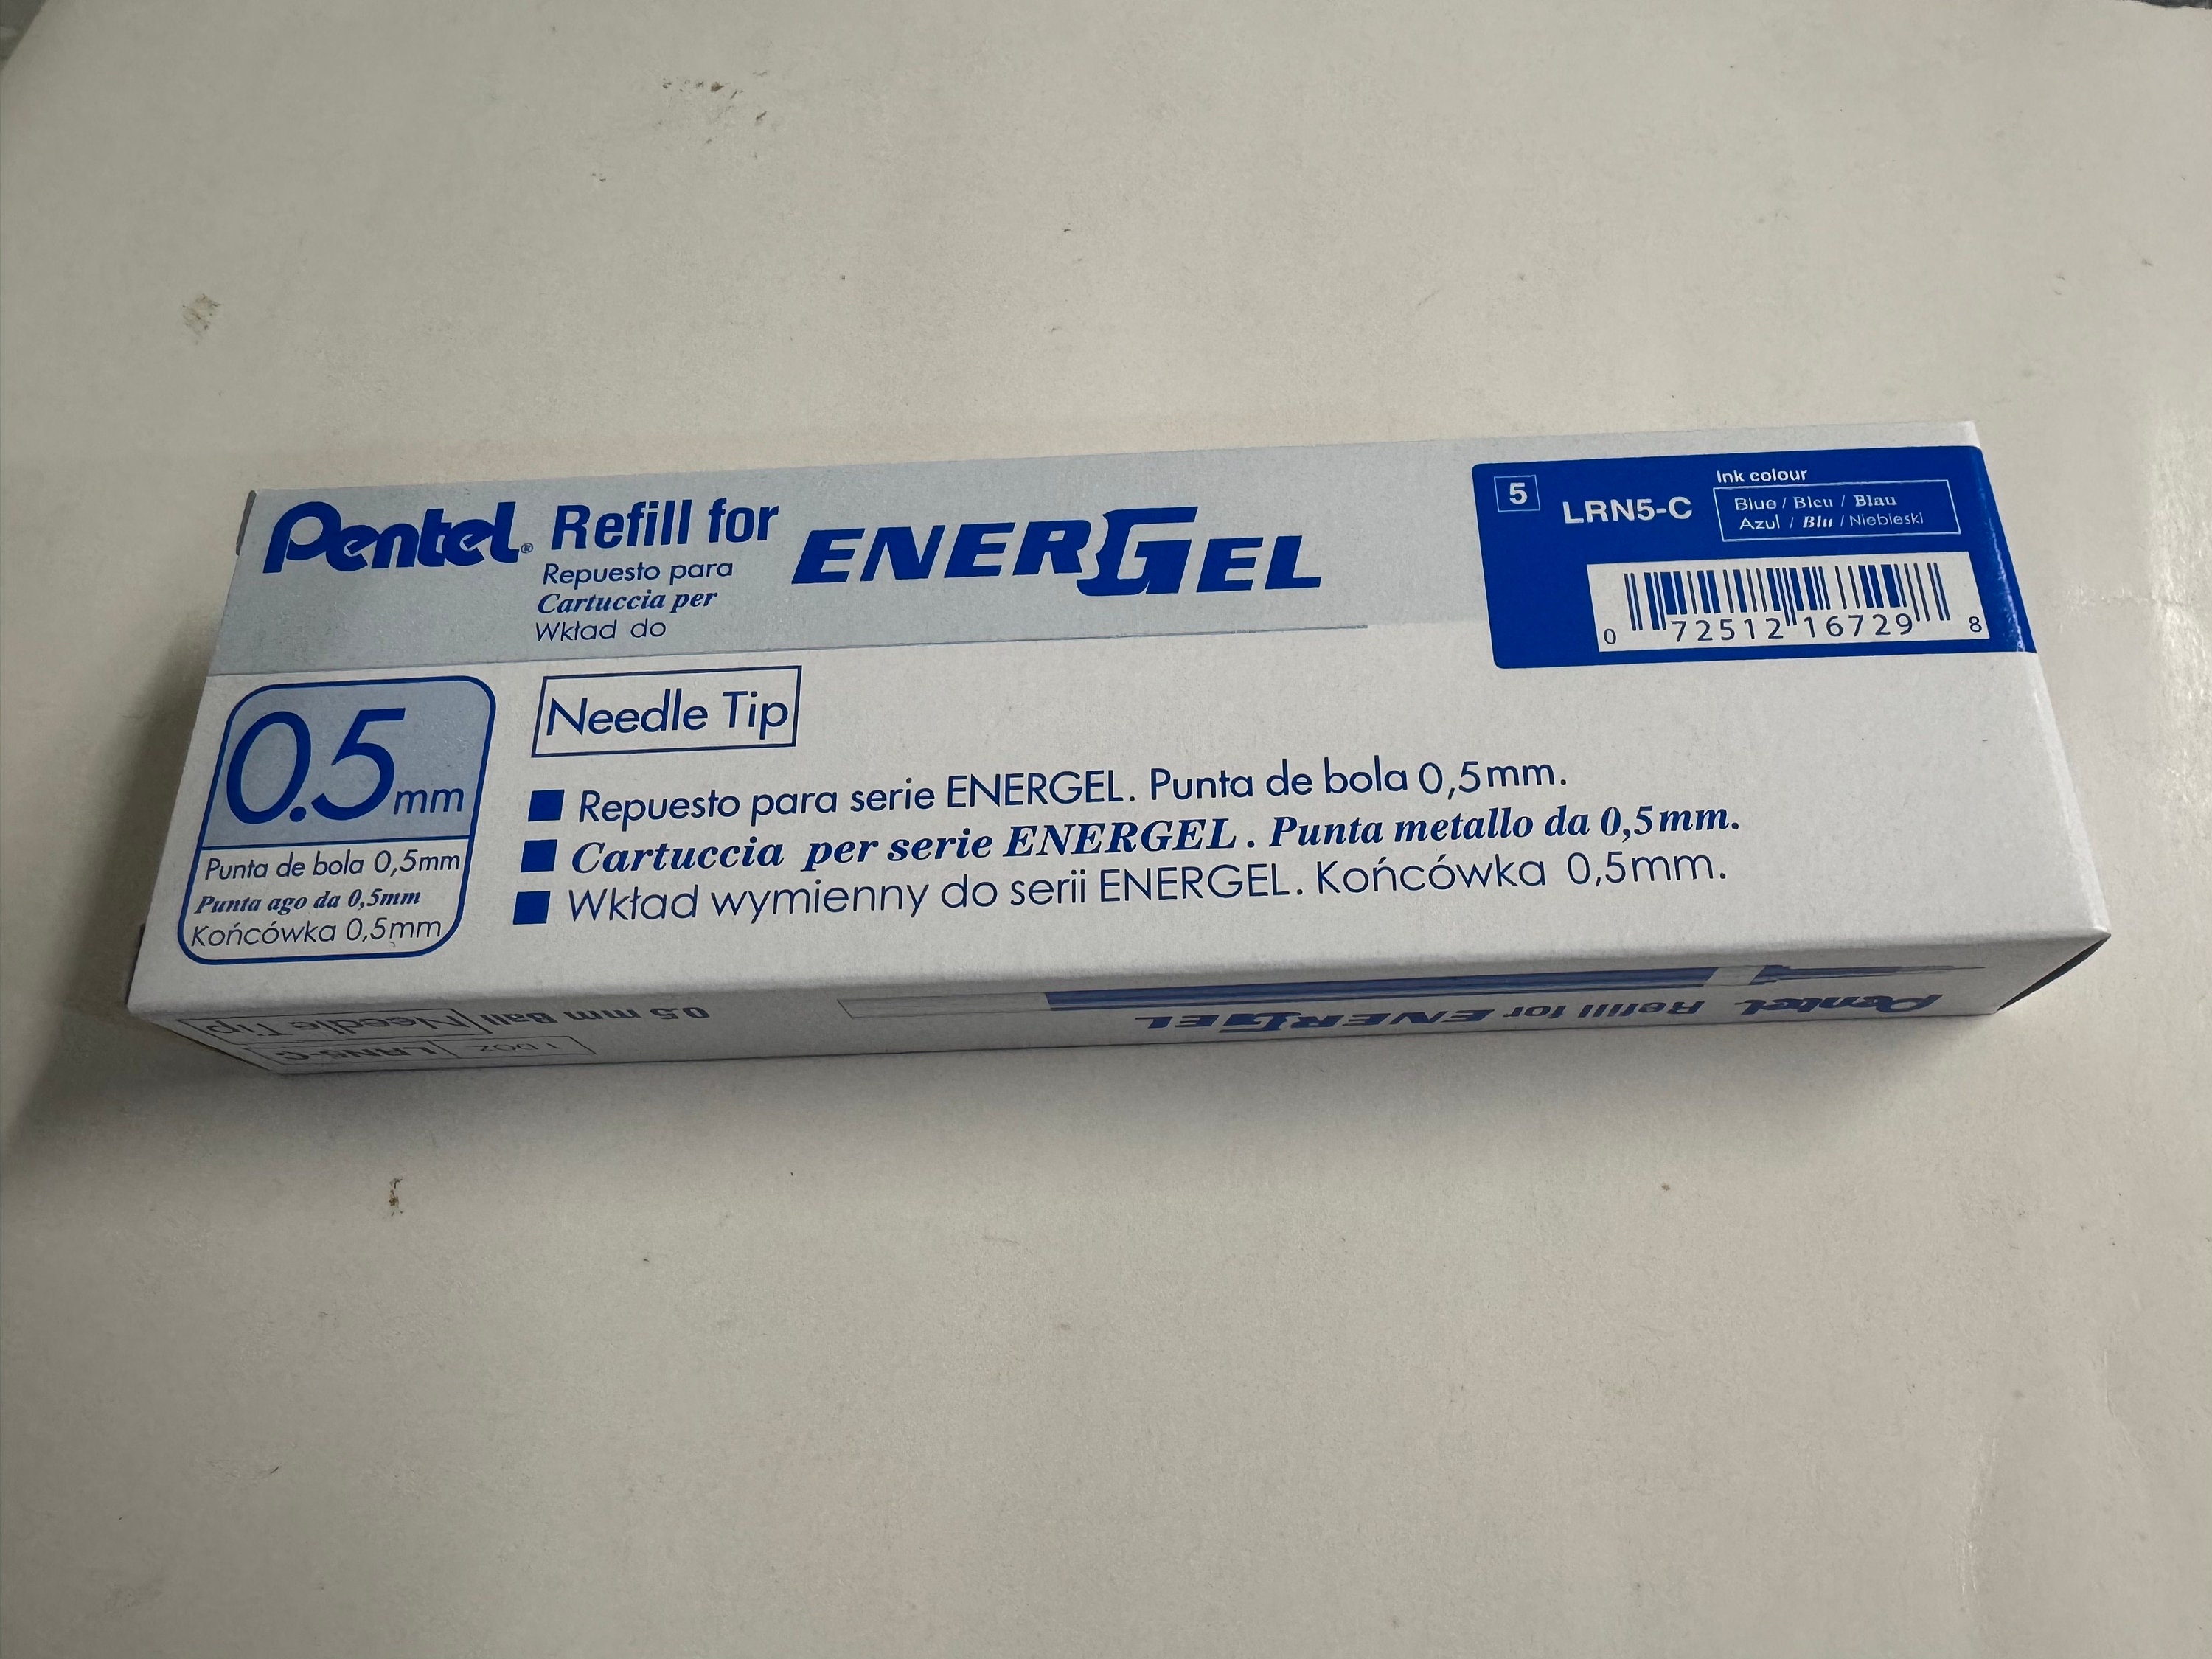 Pentel® Refill for ENERGEL
Repuesto para
Cartuccia per
Wkład do
5 LRN5-C
Ink colour
Blue / Bleu / Blau
Azul / Blu / Niebieski
0 72512 16729 8
0.5mm
Punta de bola 0,5mm
Punta ago da 0,5mm
Końcówka 0,5mm
Needle Tip
■ Repuesto para serie ENERGEL. Punta de bola 0,5mm.
■ Cartuccia per serie ENERGEL. Punta metallo da 0,5mm.
■ Wkład wymienny do serii ENERGEL. Końcówka 0,5mm.
Pentel® Refill for ENERGEL
0.5 mm Ball Needle Tip
1 DOZ LRN5-C